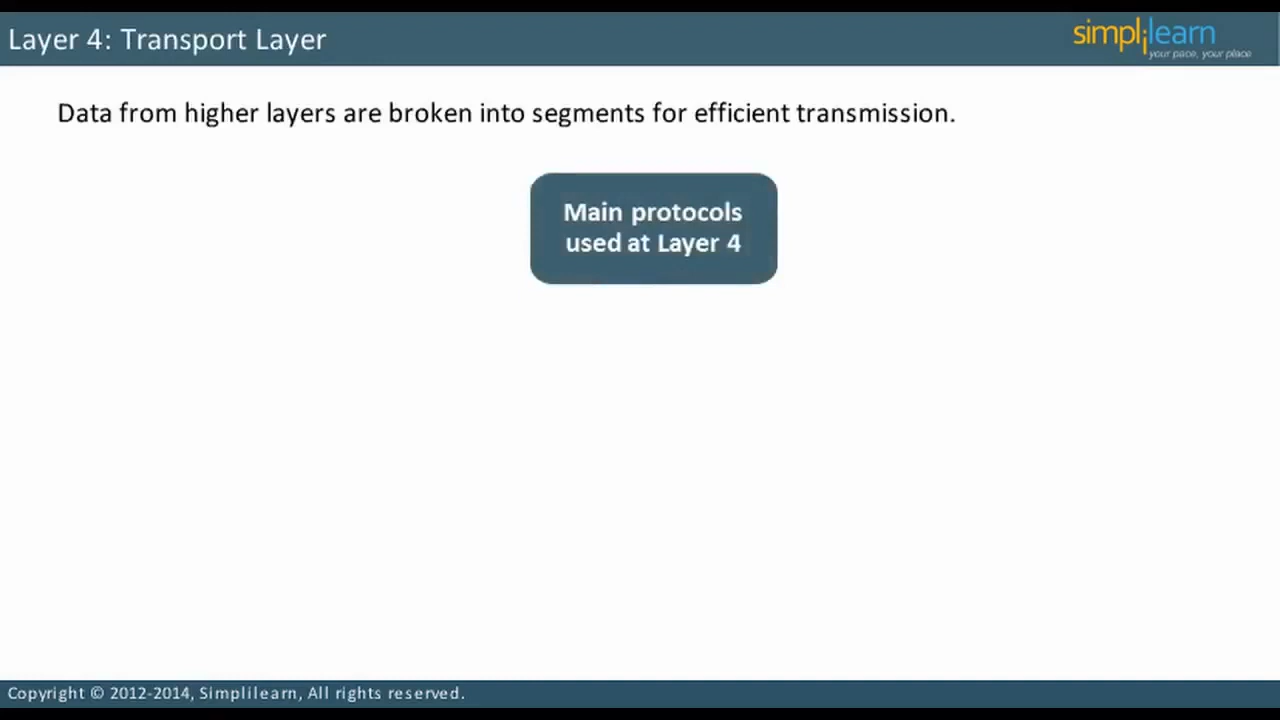 Layer 4: Transport Layer
simplilearn
your pace, your place
Data from higher layers are broken into segments for efficient transmission.
Main protocols
used at Layer 4
Copyright © 2012-2014, Simplilearn, All rights reserved.